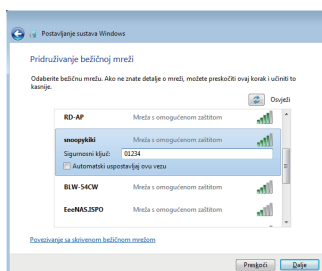 Postavljanje sustava Windows
Pridruživanje bežičnoj mreži
Odaberite bežičnu mrežu. Ako ne znate detalje o mreži, možete preskočiti ovaj korak i učiniti to
kasnije.
Osvježi
RD-AP Mreža s omogućenom zaštitom
snoopykiki Mreža s omogućenom zaštitom
Sigurnosni ključ: 01234
Automatski uspostavljaj ovu vezu
BLW-54CW Mreža s omogućenom zaštitom
EeeNAS.ISPO Mreža s omogućenom zaštitom
Povezivanje sa skrivenom bežičnom mrežom
Preskoči Dalje